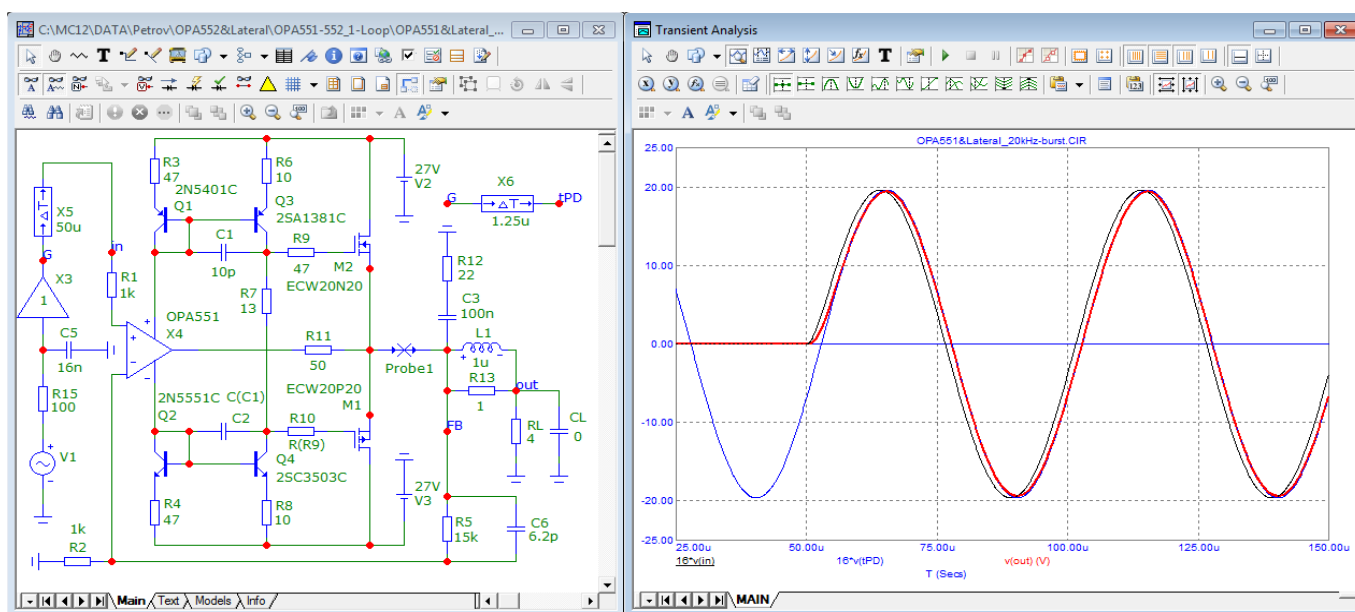 C:\MC12\DATA\Petrov\OPA552&Lateral\OPA551-552_1-Loop\OPA551&Lateral_...
R3
47
2N5401C
Q1
R6
10
Q3
2SA1381C
27V
V2
X6
G
tPD
1.25u
X5
50u
in
G
X3
1
R1
1k
C1
10p
R9
47
M2
ECW20N20
R7
13
R12
22
C3
100n
OPA551
X4
C5
16n
R11
50
Probe1
L1
1u
R13
1
out
R15
100
2N5551C
Q2
C(C1)
C2
ECW20P20
M1
R10
R(R9)
FB
RL
4
CL
0
V1
Q4
2SC3503C
27V
V3
R4
47
R8
10
1k
R2
R5
15k
C6
6.2p
Main
Text
Models
Info
Transient Analysis
OPA551&Lateral_20kHz-burst.CIR
25.00
20.00
10.00
0.00
-10.00
-20.00
-25.00
25.00u
50.00u
75.00u
100.00u
125.00u
150.00u
16*v(in)
16*v(tPD)
v(out) (V)
T (Secs)
MAIN